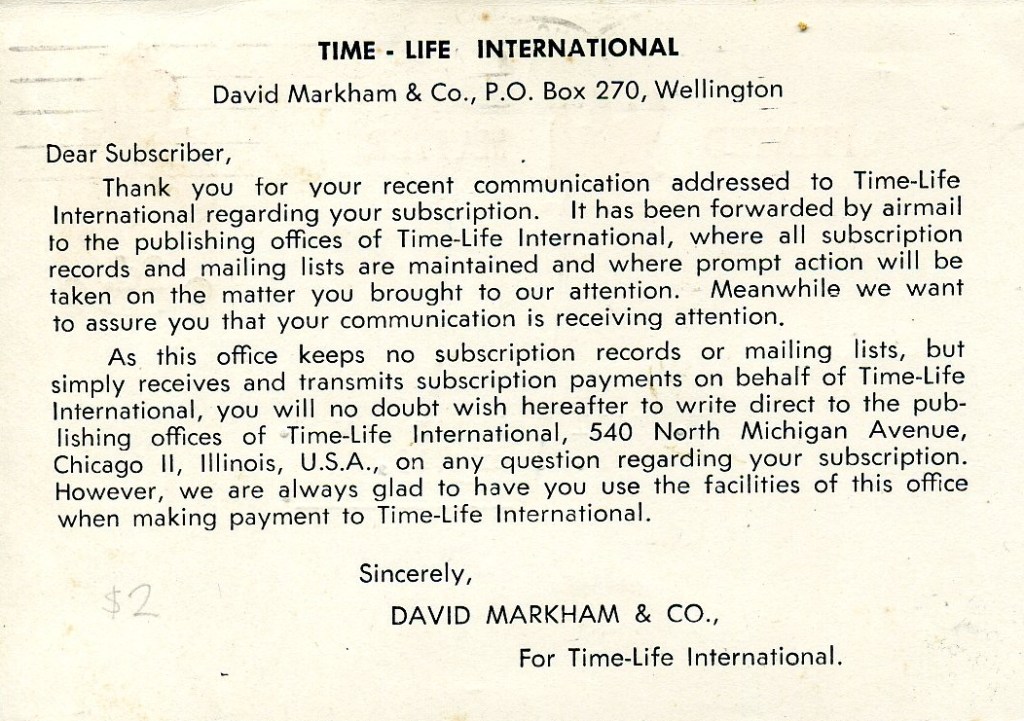 TIME - LIFE INTERNATIONAL
David Markham & Co., P.O. Box 270, Wellington
Dear Subscriber,
Thank you for your recent communication addressed to Time-Life
International regarding your subscription. It has been forwarded by airmail
to the publishing offices of Time-Life International, where all subscription
records and mailing lists are maintained and where prompt action will be
taken on the matter you brought to our attention. Meanwhile we want
to assure you that your communication is receiving attention.
As this office keeps no subscription records or mailing lists, but
simply receives and transmits subscription payments on behalf of Time-Life
International, you will no doubt wish hereafter to write direct to the pub-
lishing offices of Time-Life International, 540 North Michigan Avenue,
Chicago 11, Illinois, U.S.A., on any question regarding your subscription.
However, we are always glad to have you use the facilities of this office
when making payment to Time-Life International.
Sincerely,
$2
DAVID MARKHAM & CO.,
For Time-Life International.